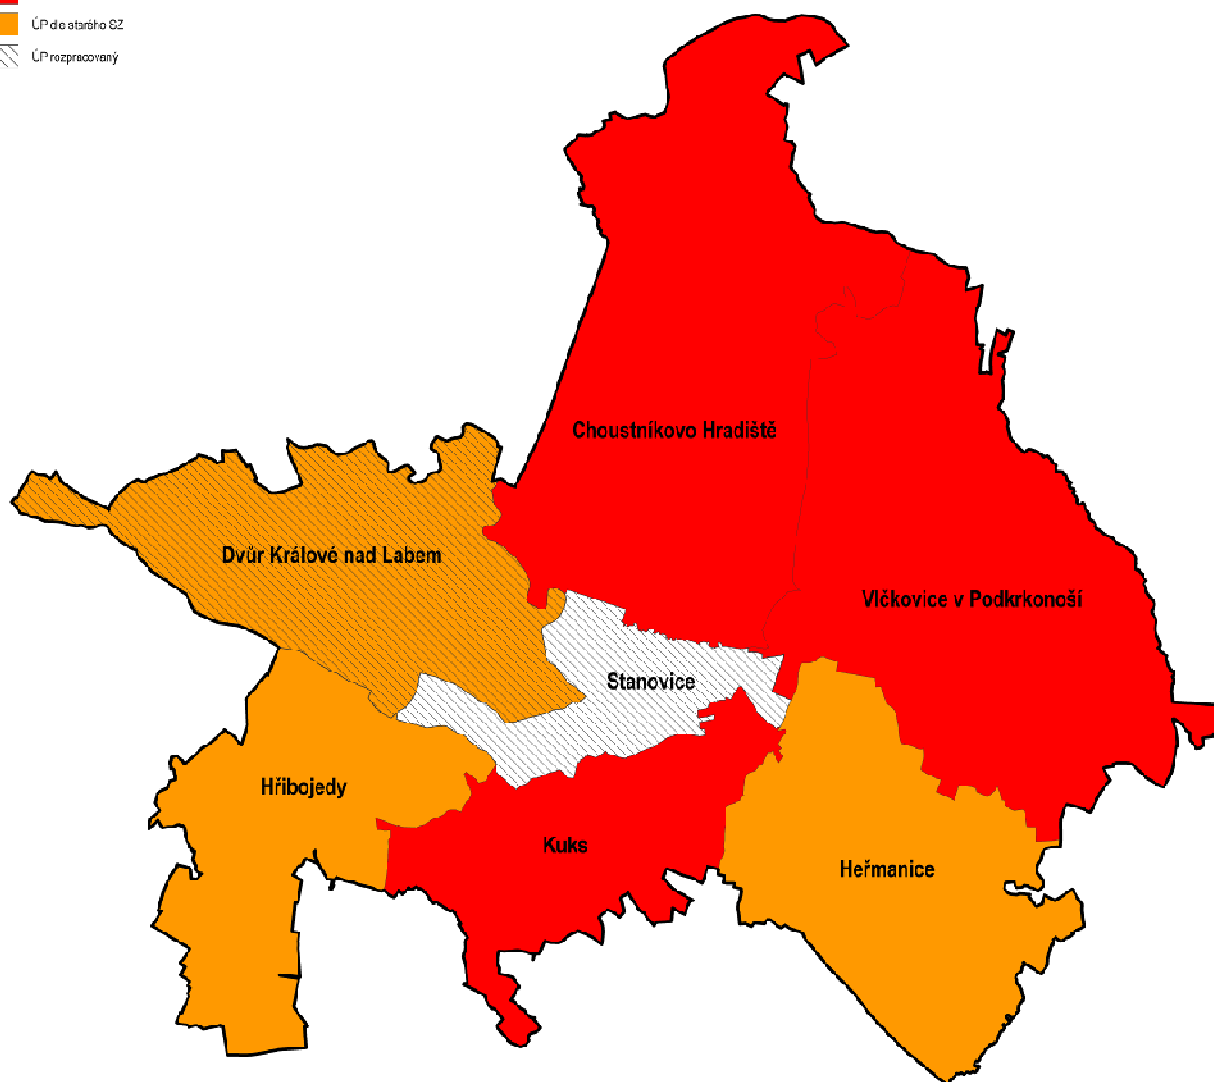 ÚP dle starého SZ
ÚP rozpracovaný
Choustníkovo Hradiště
Dvůr Králové nad Labem
Vlčkovice v Podkrkonoší
Stanovice
Hřibojedy
Kuks
Heřmanice